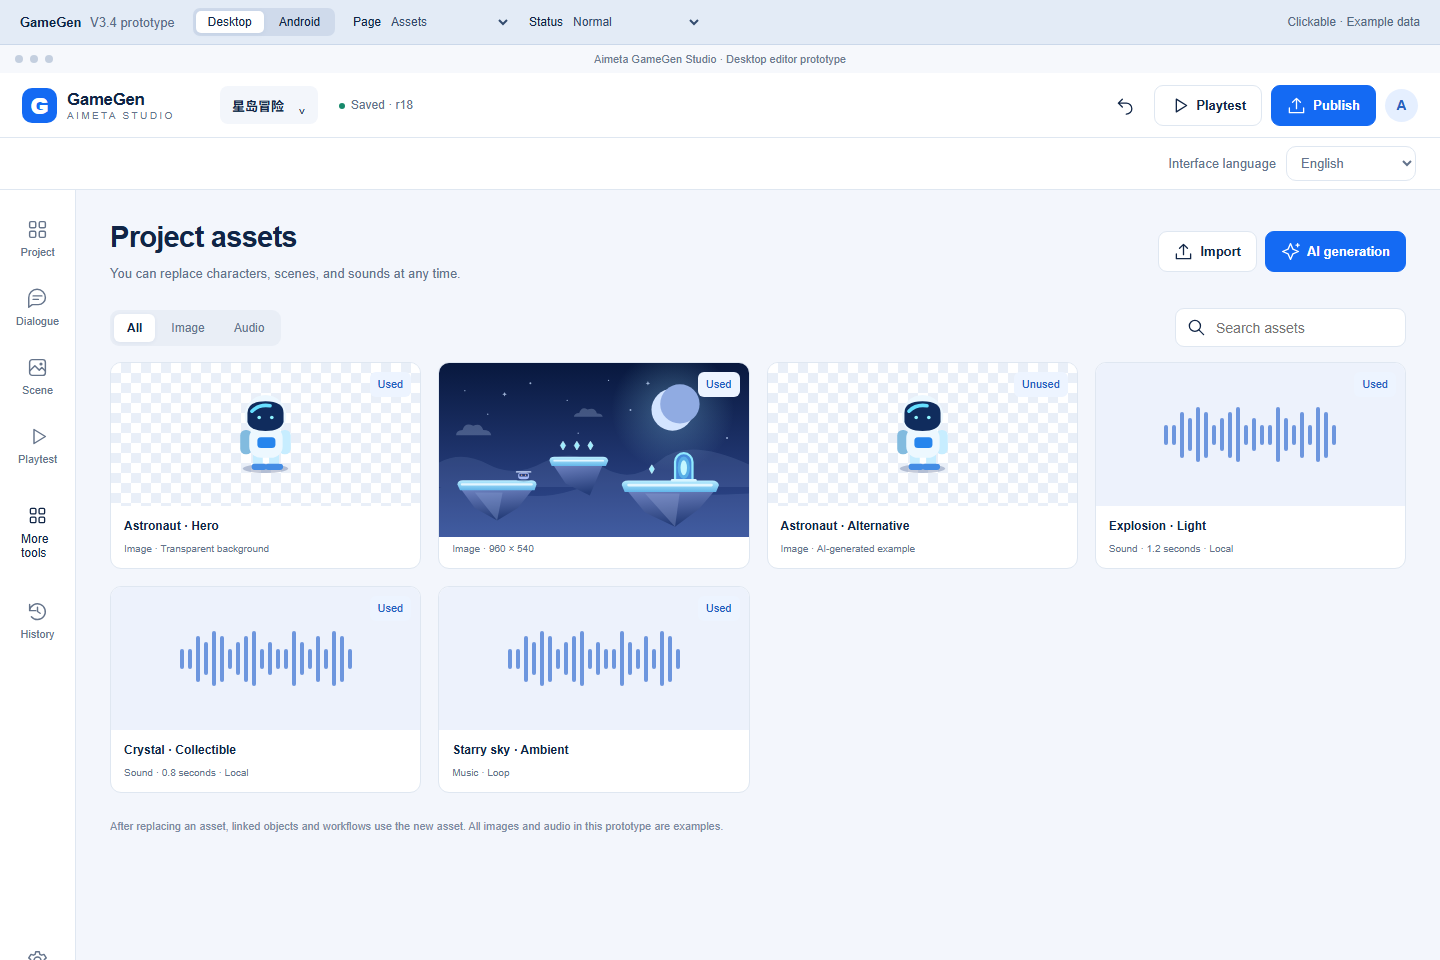 GameGen V3.4 prototype Desktop Android Page Assets Status Normal Clickable · Example data
Aimeta GameGen Studio · Desktop editor prototype
G GameGen
AIMETA STUDIO
星岛冒险
Saved · r18
Playtest
Publish
A
Interface language English
Project
Dialogue
Scene
Playtest
More
tools
History
Project assets
You can replace characters, scenes, and sounds at any time.
Import
AI generation
All Image Audio
Search assets
Used
Astronaut · Hero
Image · Transparent background
Used
Image · 960 × 540
Unused
Astronaut · Alternative
Image · AI-generated example
Used
Explosion · Light
Sound · 1.2 seconds · Local
Used
Crystal · Collectible
Sound · 0.8 seconds · Local
Used
Starry sky · Ambient
Music · Loop
After replacing an asset, linked objects and workflows use the new asset. All images and audio in this prototype are examples.